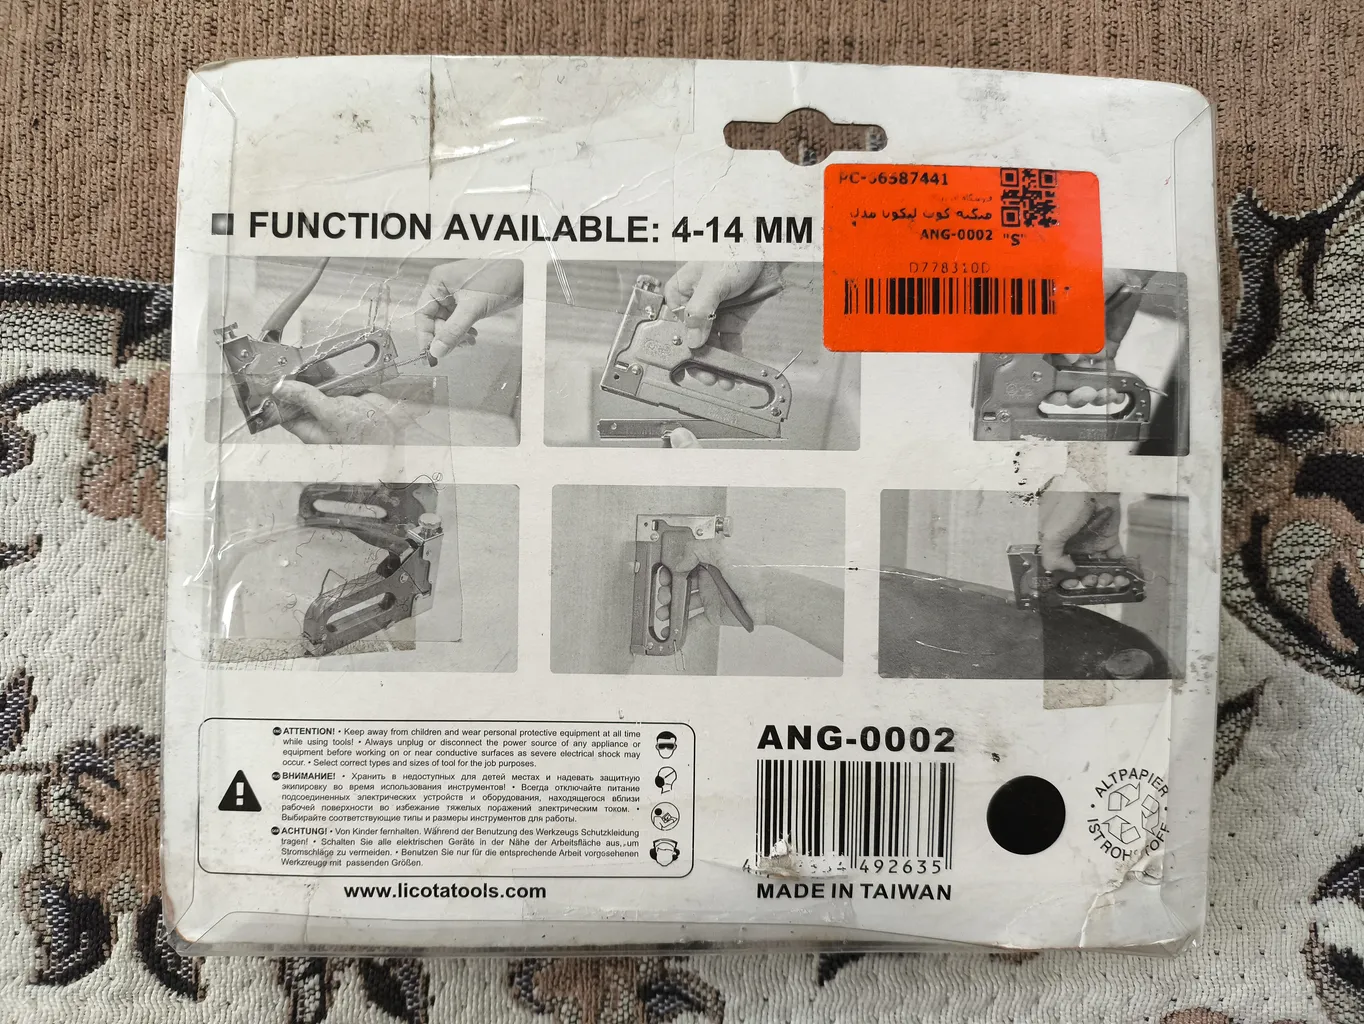 FUNCTION AVAILABLE: 4-14 MM
PC-36587441
منگنه کوب لیکوتا مدل
ANG-0002 "S"
D778310D
ATTENTION! • Keep away from children and wear personal protective equipment at all time
while using tools! • Always unplug or disconnect the power source of any appliance or
equipment before working on or near conductive surfaces as severe electrical shock may
occur. • Select correct types and sizes of tool for the job purposes.
ВНИМАНИЕ! • Хранить в недоступных для детей местах и надевать защитную
экипировку во время использования инструментов! • Всегда отключайте питание
подсоединенных электрических устройств и оборудования, находящегося вблизи
рабочей поверхности во избежание тяжелых поражений электрическим током. •
Выбирайте соответствующие типы и размеры инструментов для работы.
ACHTUNG! • Von Kinder fernhalten. Während der Benutzung des Werkzeugs Schutzkleidung
tragen! • Schalten Sie alle elektrischen Geräte in der Nähe der Arbeitsfläche aus, um
Stromschläge zu vermeiden. • Benutzen Sie nur für die entsprechende Arbeit vorgesehenen
Werkzeuge mit passenden Größen.
www.licotatools.com
ANG-0002
492635
MADE IN TAIWAN
ALTPAPIER
IST ROHSTOFF